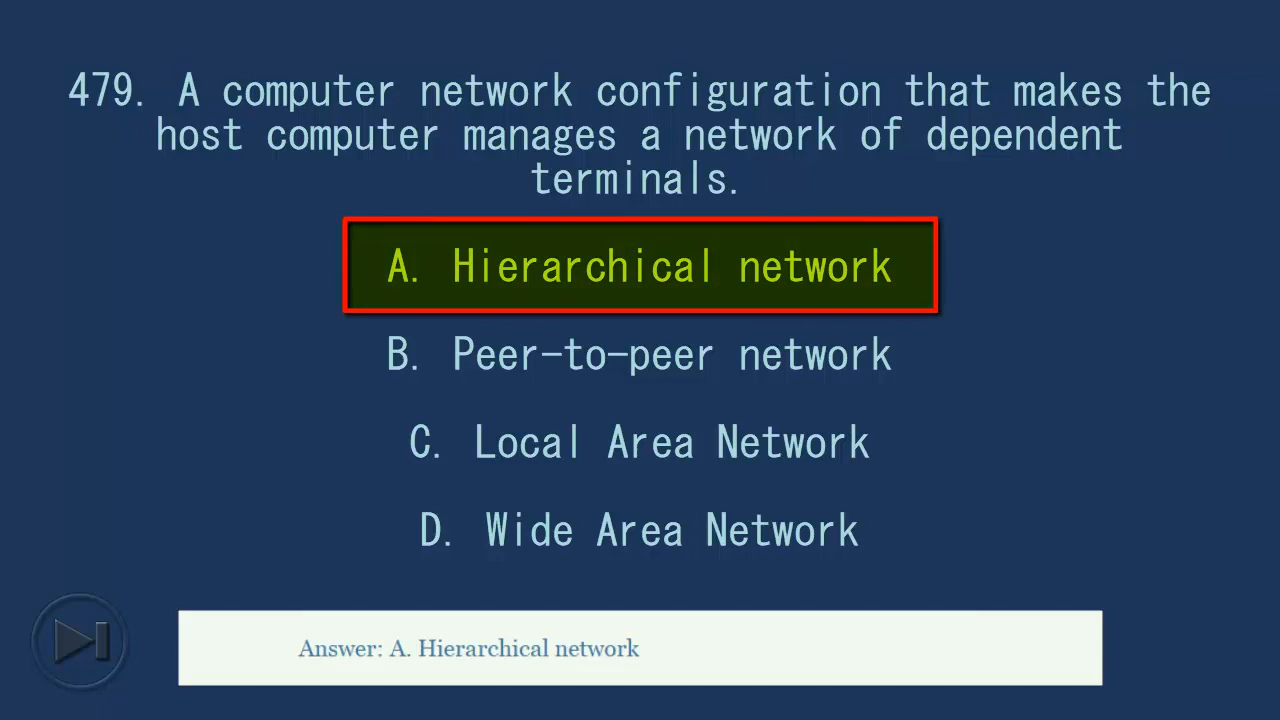 479. A computer network configuration that makes the
host computer manages a network of dependent
terminals.
A. Hierarchical network
B. Peer-to-peer network
C. Local Area Network
D. Wide Area Network
Answer: A. Hierarchical network